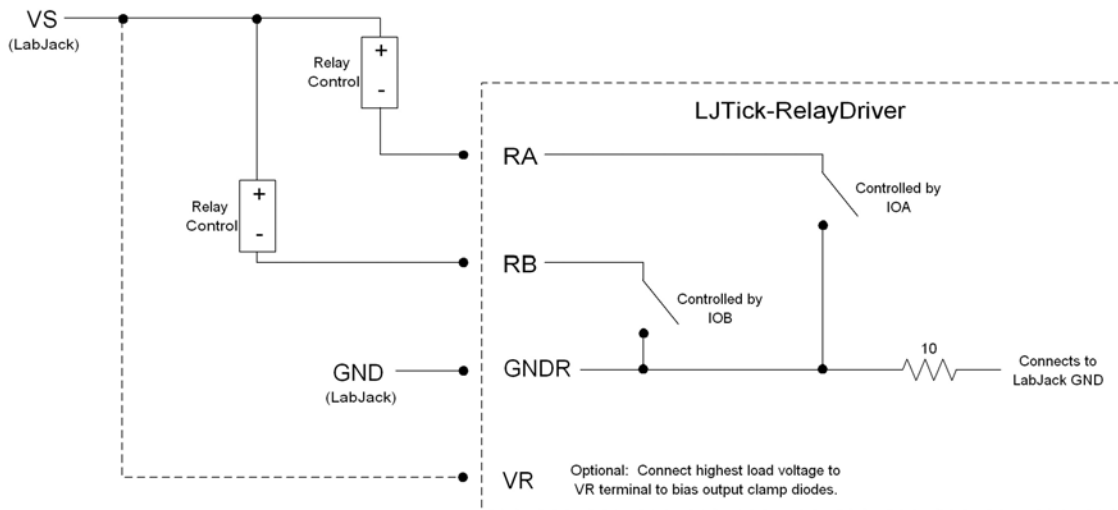 VS
(LabJack)
Relay
Control
+
-
LJTick-RelayDriver
RA
Controlled by
IOA
Relay
Control
+
-
RB
Controlled by
IOB
GND
(LabJack)
GNDR
10
Connects to
LabJack GND
VR
Optional: Connect highest load voltage to
VR terminal to bias output clamp diodes.